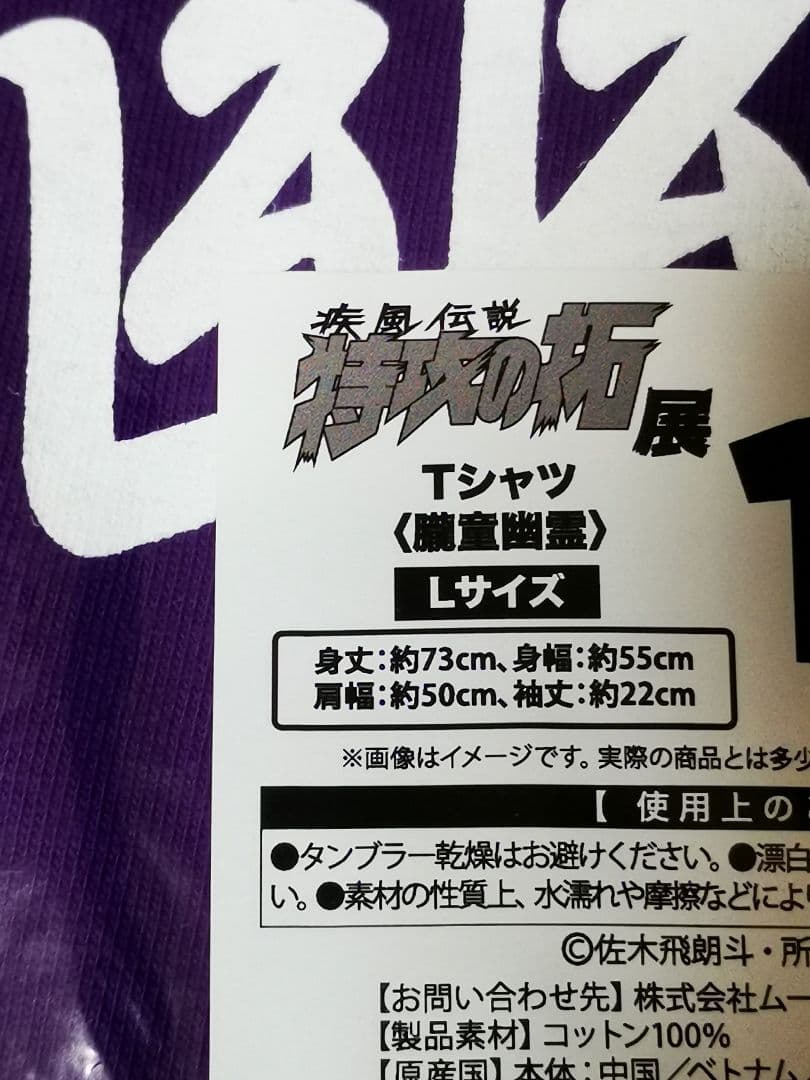 疾風伝説
特攻の拓
展
Tシャツ
〈朧童幽霊〉
Lサイズ
身丈:約73cm、身幅:約55cm
肩幅:約50cm、袖丈:約22cm
※画像はイメージです。実際の商品とは多少
【使用上の
●タンブラー乾燥はお避けください。●漂白
い。●素材の性質上、水濡れや摩擦などにより
©佐木飛朗斗・所
【お問い合わせ先】株式会社ムー
【製品素材】コットン100%
【原産国】本体:中国/ベトナム